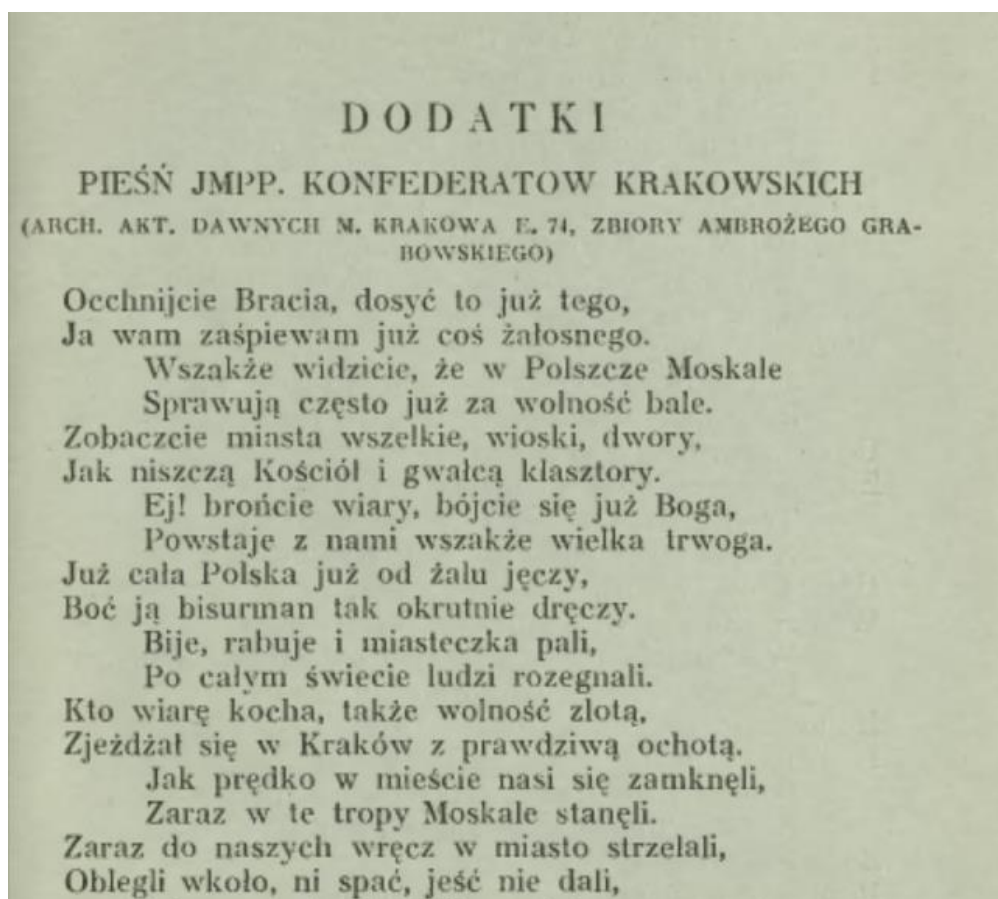 DODATKI
PIEŚŃ JMPP. KONFEDERATOW KRAKOWSKICH
(ARCH. AKT. DAWNYCH M. KRAKOWA E. 74, ZBIORY AMBROŻEGO GRA-
BOWSKIEGO)
Occhnijcie Bracia, dosyć to już tego,
Ja wam zaśpiewam już coś żałosnego.
Wszakże widzicie, że w Polszcze Moskale
Sprawują często już za wolność bale.
Zobaczcie miasta wszelkie, wioski, dwory,
Jak niszczą Kościół i gwałcą klasztory.
Ej! brońcie wiary, bójcie się już Boga,
Powstaje z nami wszakże wielka trwoga.
Już cała Polska już od żalu jęczy,
Boć ją bisurman tak okrutnie dręczy.
Bije, rabuje i miasteczka pali,
Po całym świecie ludzi rozegnali.
Kto wiarę kocha, także wolność złotą,
Zjeżdżał się w Kraków z prawdziwą ochotą.
Jak prędko w mieście nasi się zamknęli,
Zaraz w te tropy Moskale stanęli.
Zaraz do naszych wręcz w miasto strzelali,
Oblegli wkoło, ni spać, jeść nie dali,